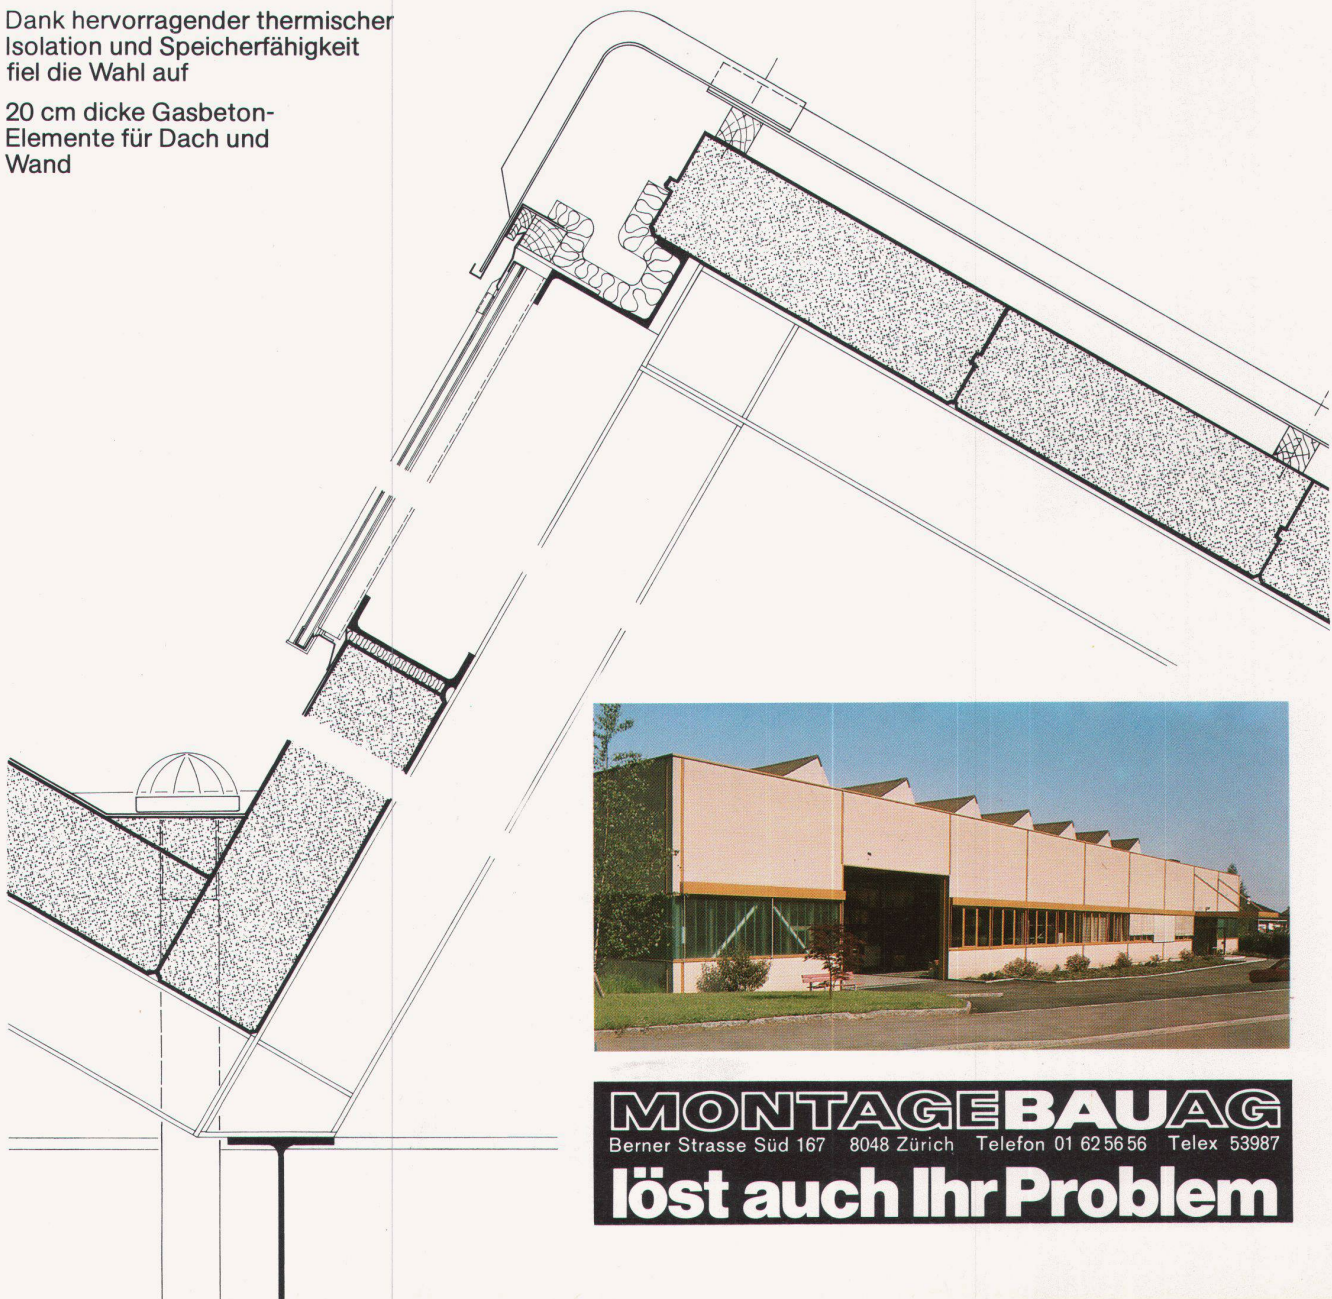 Dank hervorragender thermischer
Isolation und Speicherfähigkeit
fiel die Wahl auf
20 cm dicke Gasbeton-
Elemente für Dach und
Wand
MONTAGEBAUAG
Berner Strasse Süd 167 8048 Zürich Telefon 01 62 56 56 Telex 53987
löst auch Ihr Problem